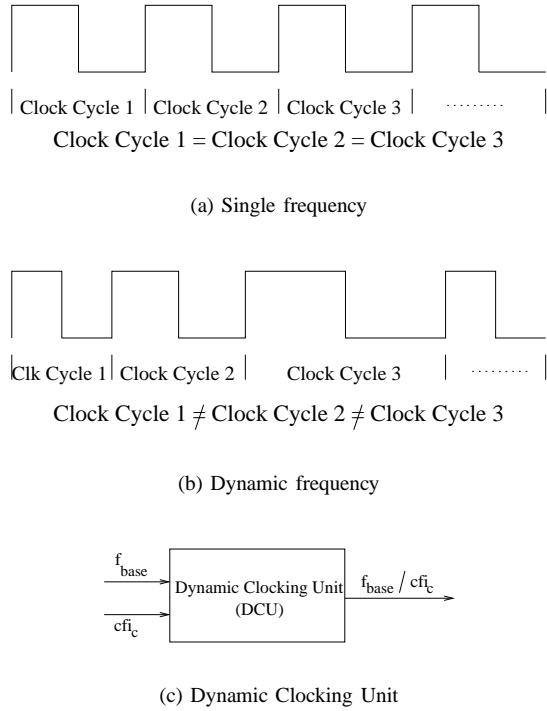 Clock Cycle 1 Clock Cycle 2 Clock Cycle 3 .........
Clock Cycle 1 = Clock Cycle 2 = Clock Cycle 3
(a) Single frequency
Clk Cycle 1 Clock Cycle 2 Clock Cycle 3 .........
Clock Cycle 1 ≠ Clock Cycle 2 ≠ Clock Cycle 3
(b) Dynamic frequency
f_base
cfi_c
Dynamic Clocking Unit
(DCU)
f_base / cfi_c
(c) Dynamic Clocking Unit